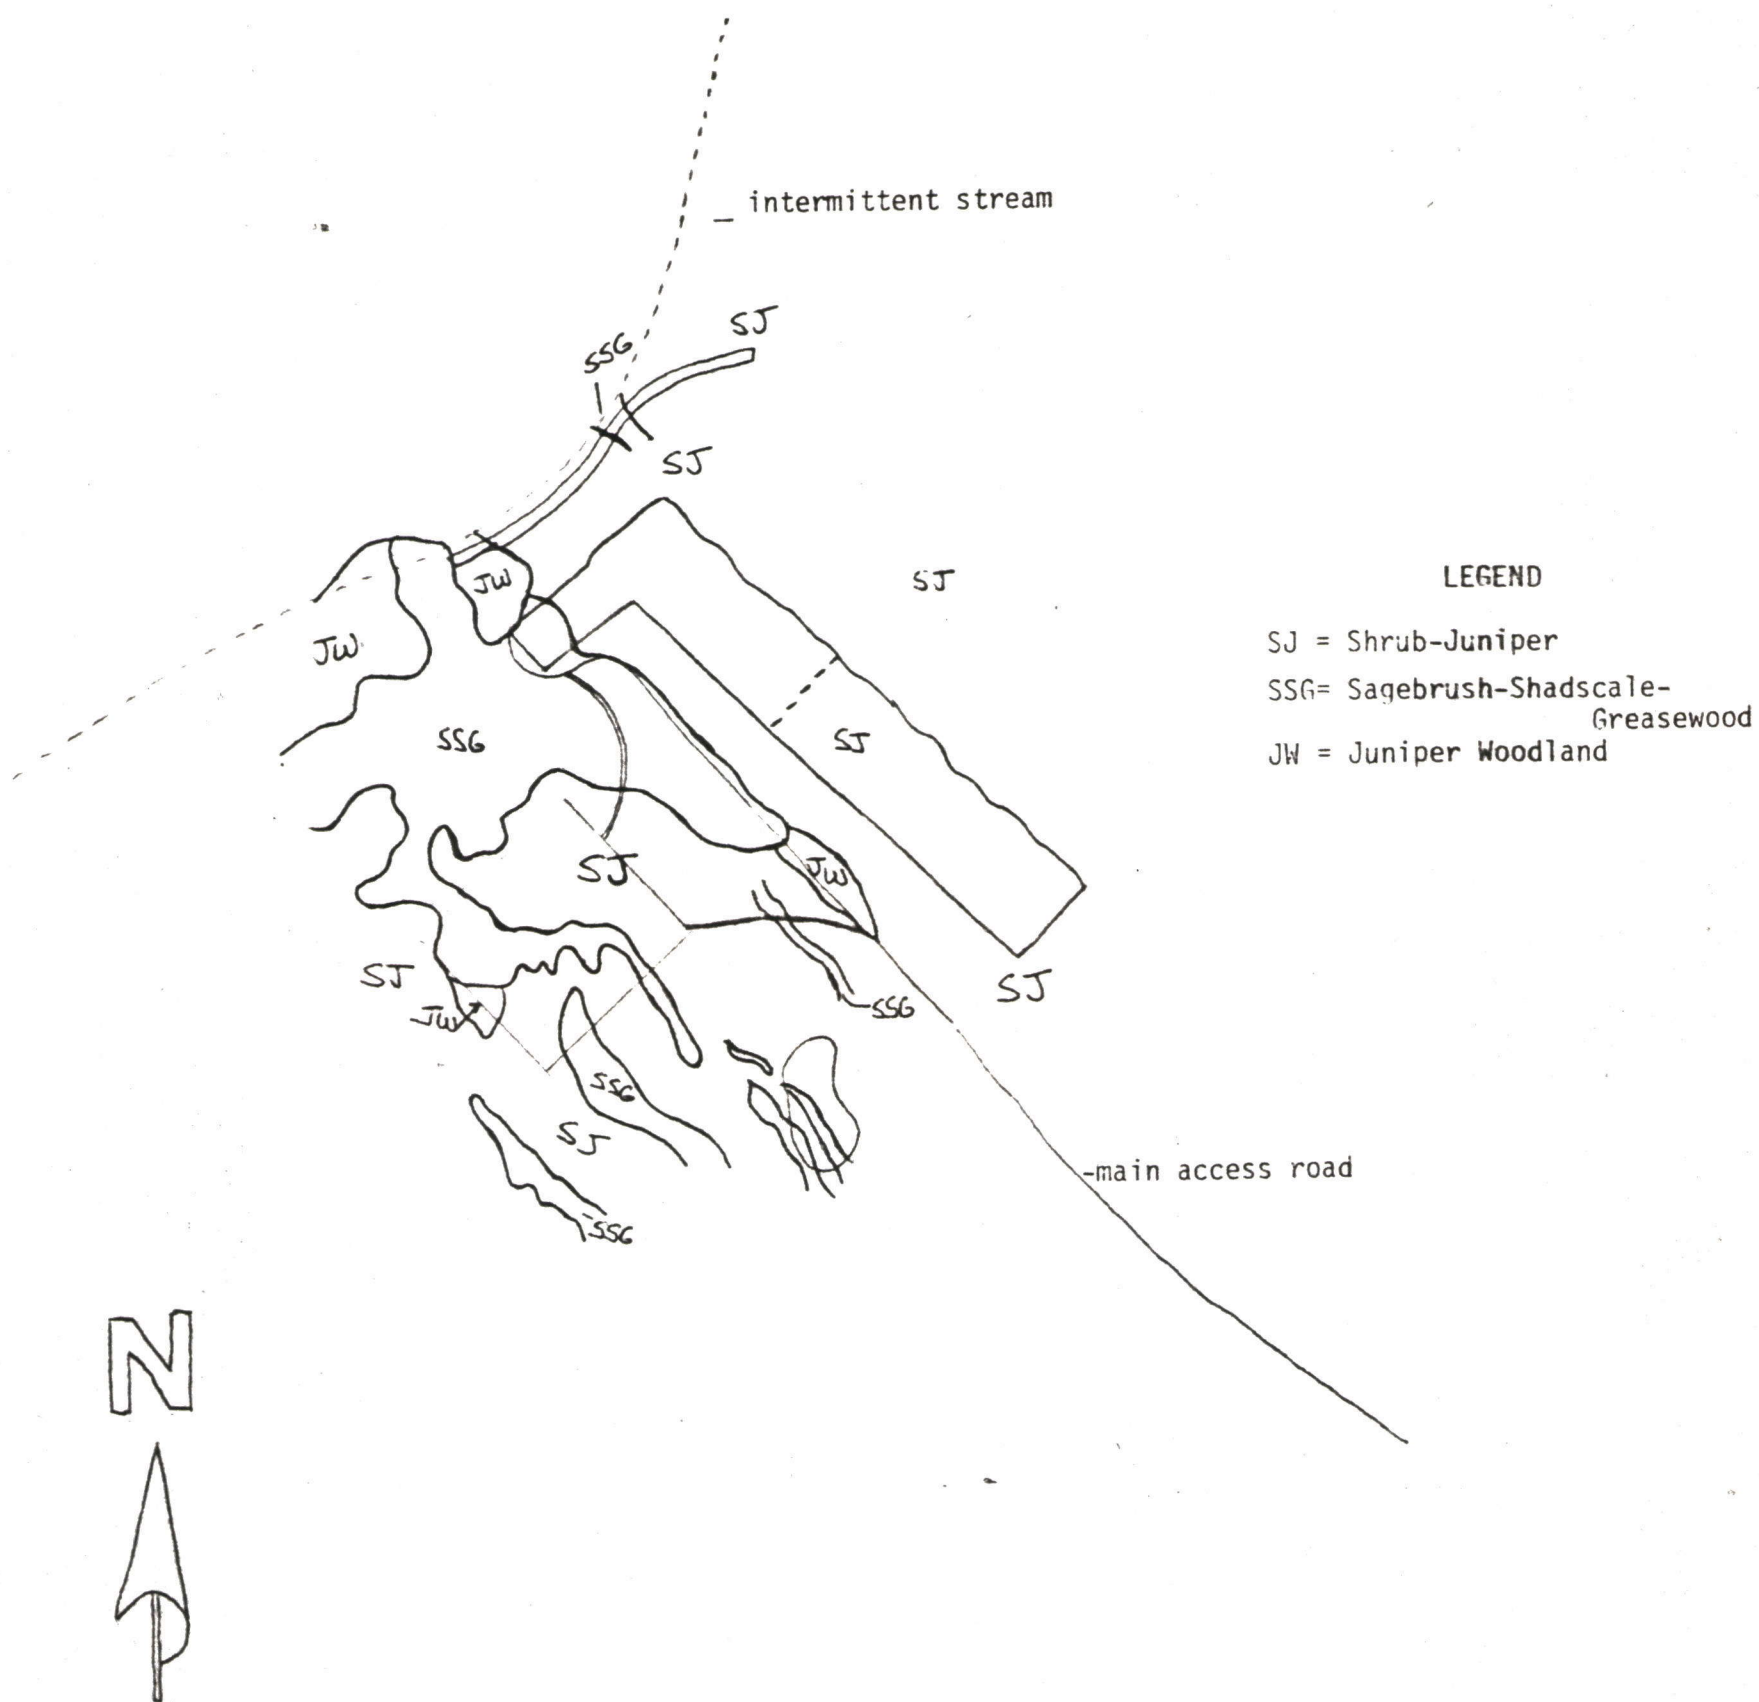 intermittent stream
SJ
SSG
SJ
SJ
JW
JW
SSG
SJ
SJ
JW
SJ
SJ
JW
SSG
SSG
SJ
SSG
-main access road
LEGEND
SJ = Shrub-Juniper
SSG= Sagebrush-Shadscale-
Greasewood
JW = Juniper Woodland
N